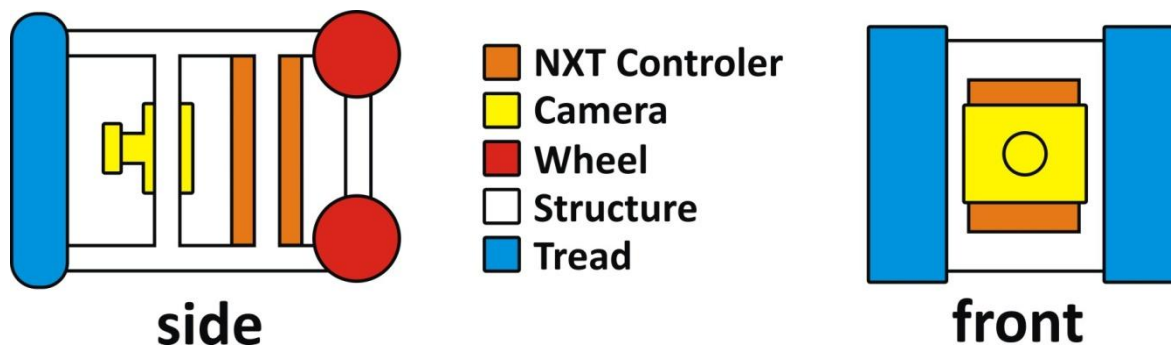 NXT Controler
Camera
Wheel
Structure
Tread
side
front